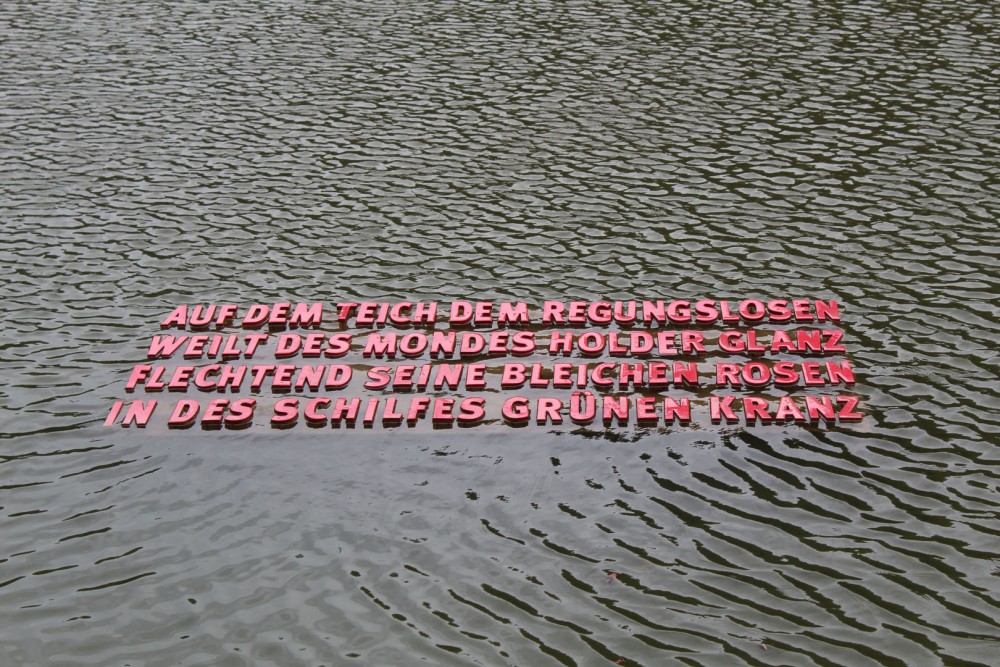 AUF DEM TEICH DEM REGUNGSLOSEN
WEILT DES MONDES HOLDER GLANZ
FLECHTEND SEINE BLEICHEN ROSEN
IN DES SCHILFES GRÜNEN KRANZ